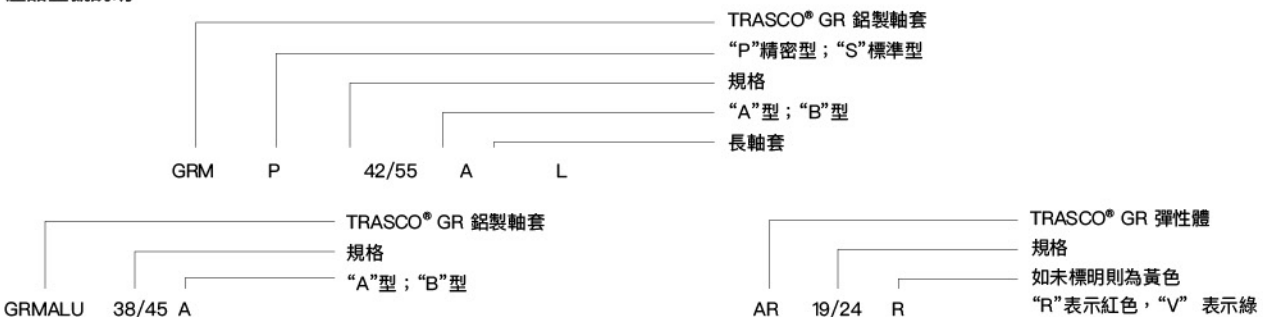 TRASCO® GR 鋁製軸套
“P”精密型；“S”標準型
規格
“A”型；“B”型
長軸套
GRM P 42/55 A L
TRASCO® GR 鋁製軸套
規格
“A”型；“B”型
GRMALU 38/45 A
TRASCO® GR 彈性體
規格
如未標明則為黃色
“R”表示紅色，“V” 表示綠
AR 19/24 R